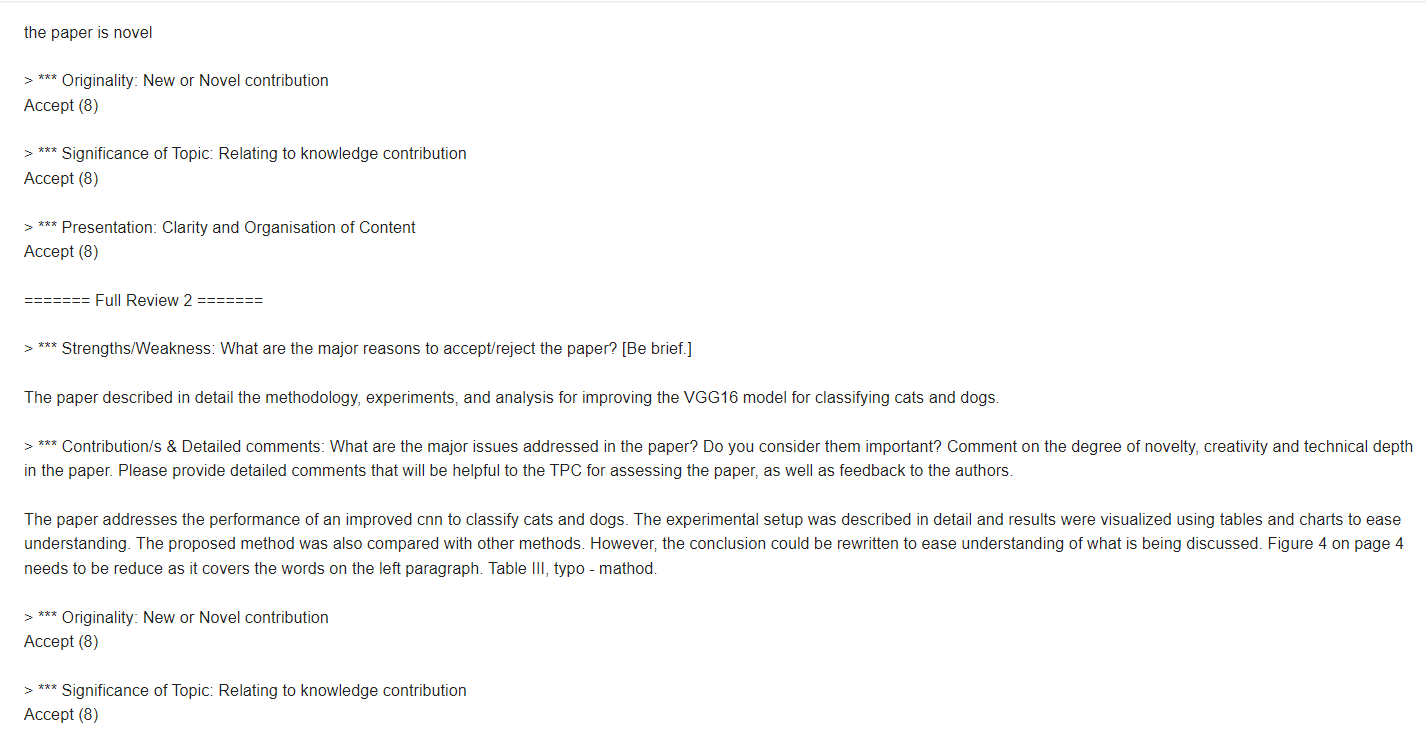 the paper is novel
> *** Originality: New or Novel contribution
Accept (8)
> *** Significance of Topic: Relating to knowledge contribution
Accept (8)
> *** Presentation: Clarity and Organisation of Content
Accept (8)
======= Full Review 2 =======
> *** Strengths/Weakness: What are the major reasons to accept/reject the paper? [Be brief.]
The paper described in detail the methodology, experiments, and analysis for improving the VGG16 model for classifying cats and dogs.
> *** Contribution/s & Detailed comments: What are the major issues addressed in the paper? Do you consider them important? Comment on the degree of novelty, creativity and technical depth
in the paper. Please provide detailed comments that will be helpful to the TPC for assessing the paper, as well as feedback to the authors.
The paper addresses the performance of an improved cnn to classify cats and dogs. The experimental setup was described in detail and results were visualized using tables and charts to ease
understanding. The proposed method was also compared with other methods. However, the conclusion could be rewritten to ease understanding of what is being discussed. Figure 4 on page 4
needs to be reduce as it covers the words on the left paragraph. Table III, typo - mathod.
> *** Originality: New or Novel contribution
Accept (8)
> *** Significance of Topic: Relating to knowledge contribution
Accept (8)